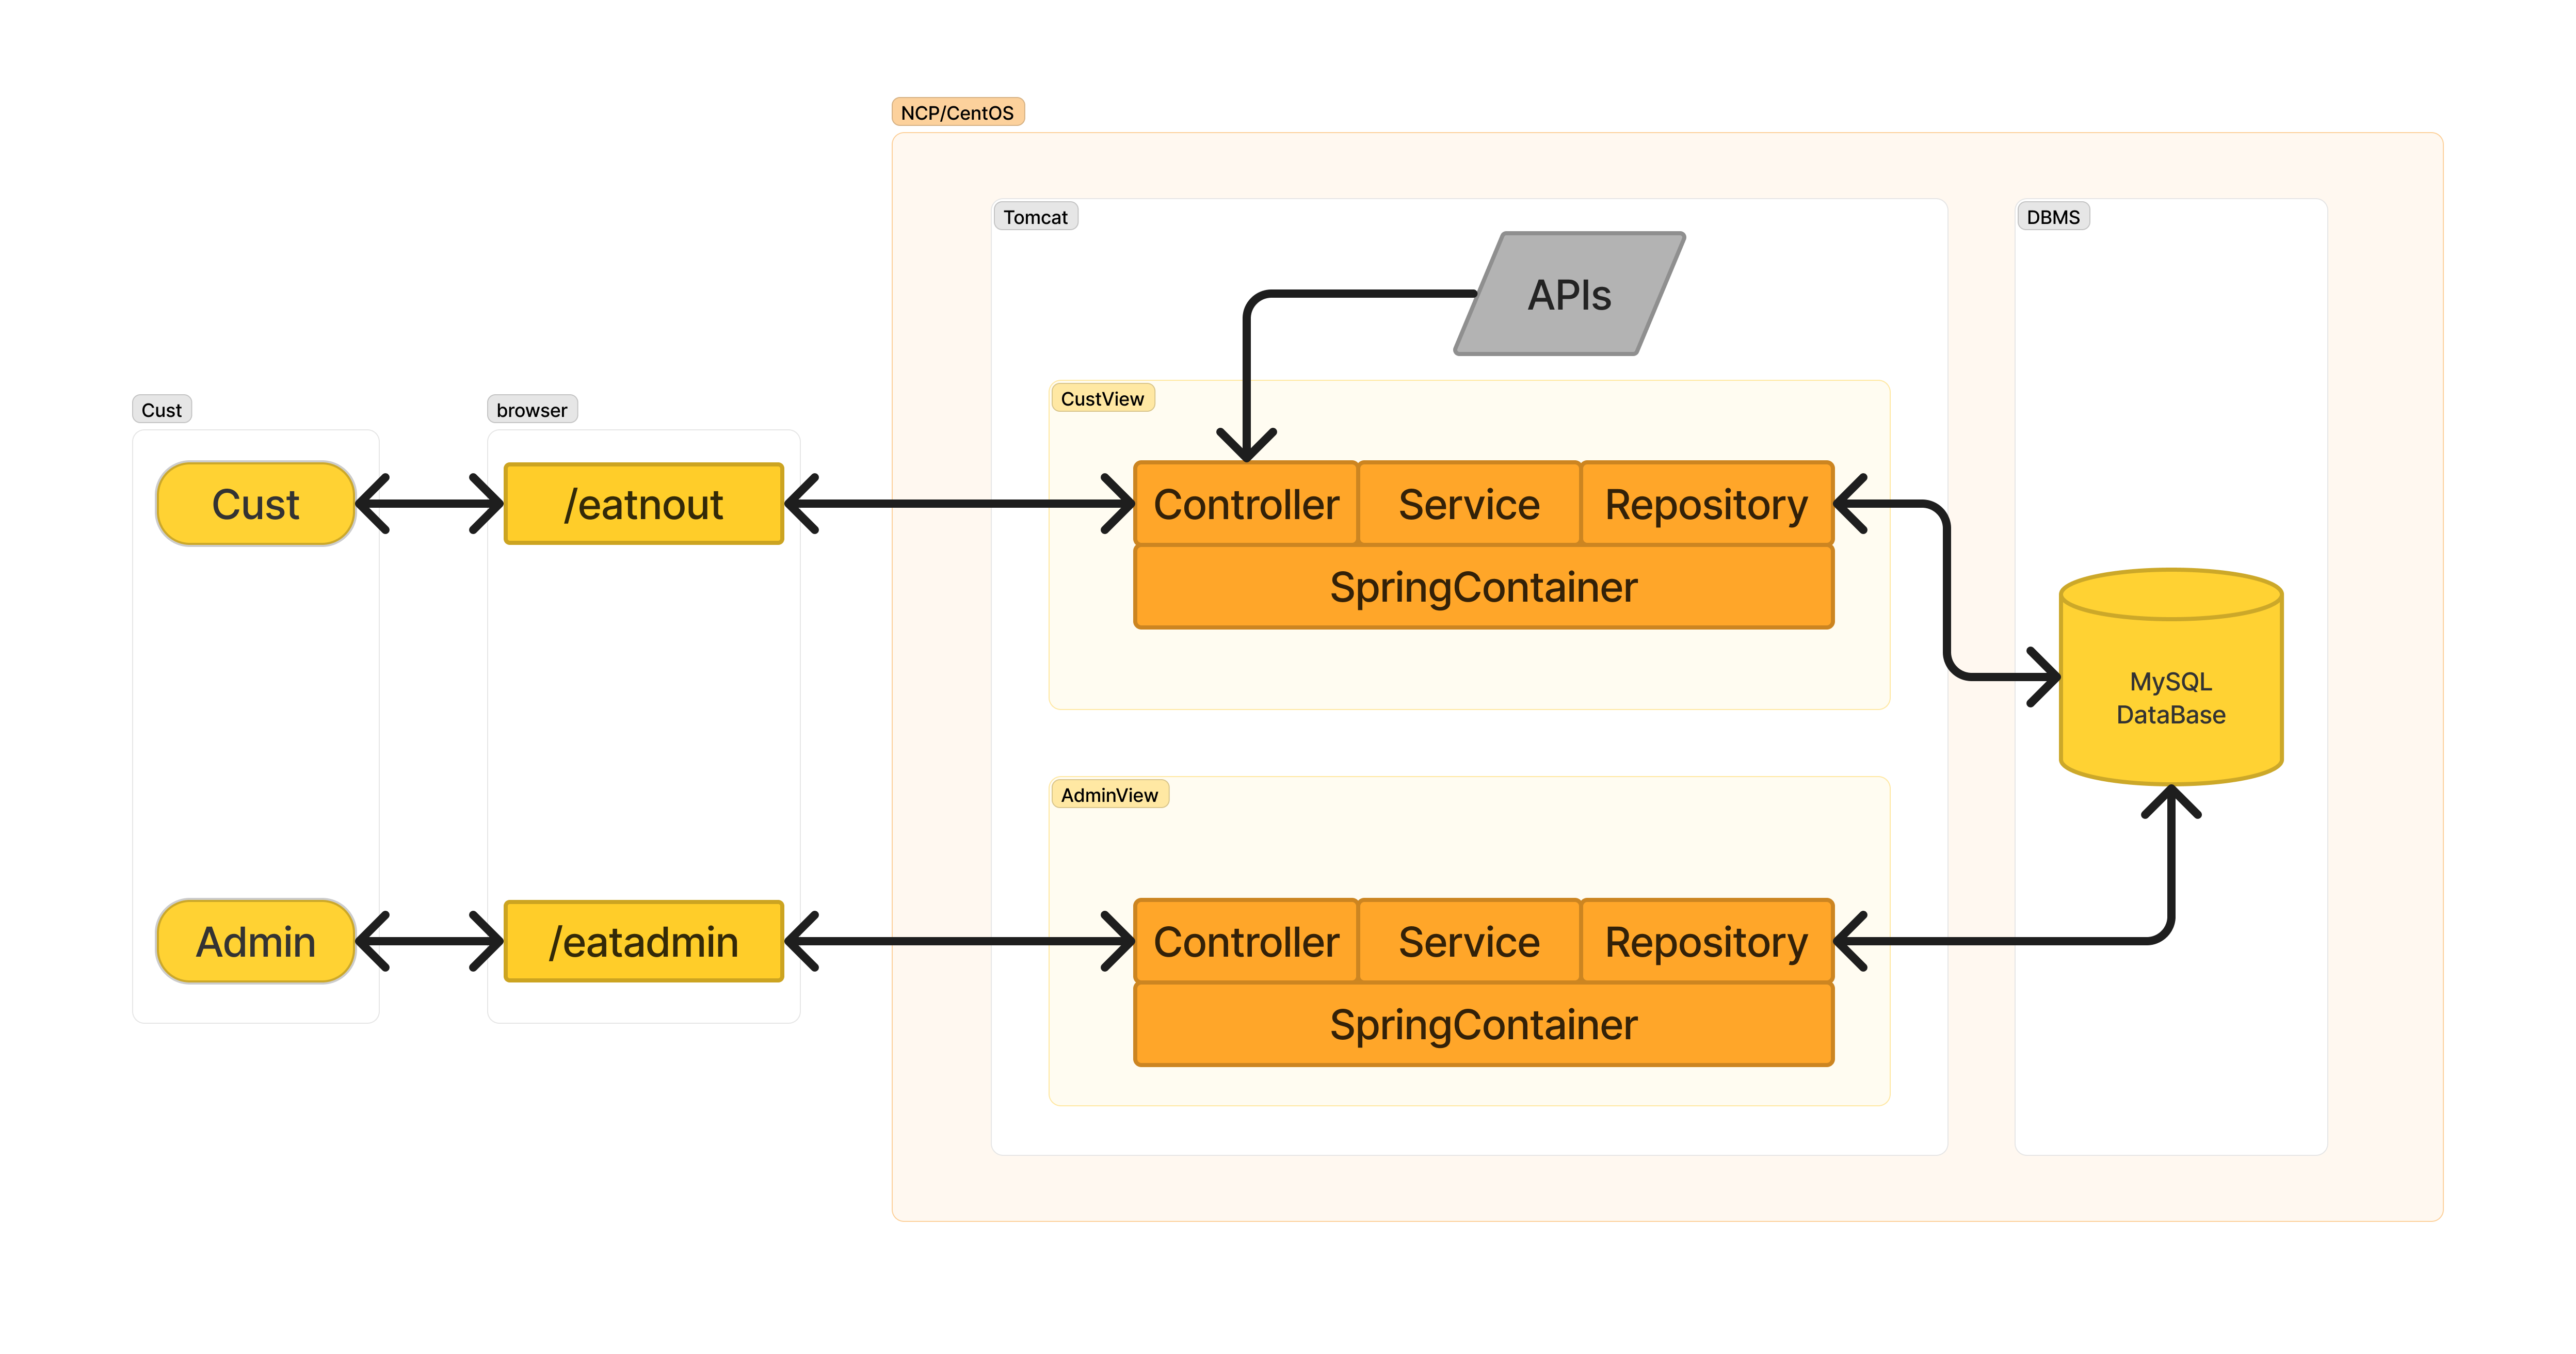 NCP/CentOS
Tomcat
DBMS
APIs
Cust
browser
CustView
Cust
/eatnout
Controller
Service
Repository
SpringContainer
MySQL
DataBase
AdminView
Admin
/eatadmin
Controller
Service
Repository
SpringContainer